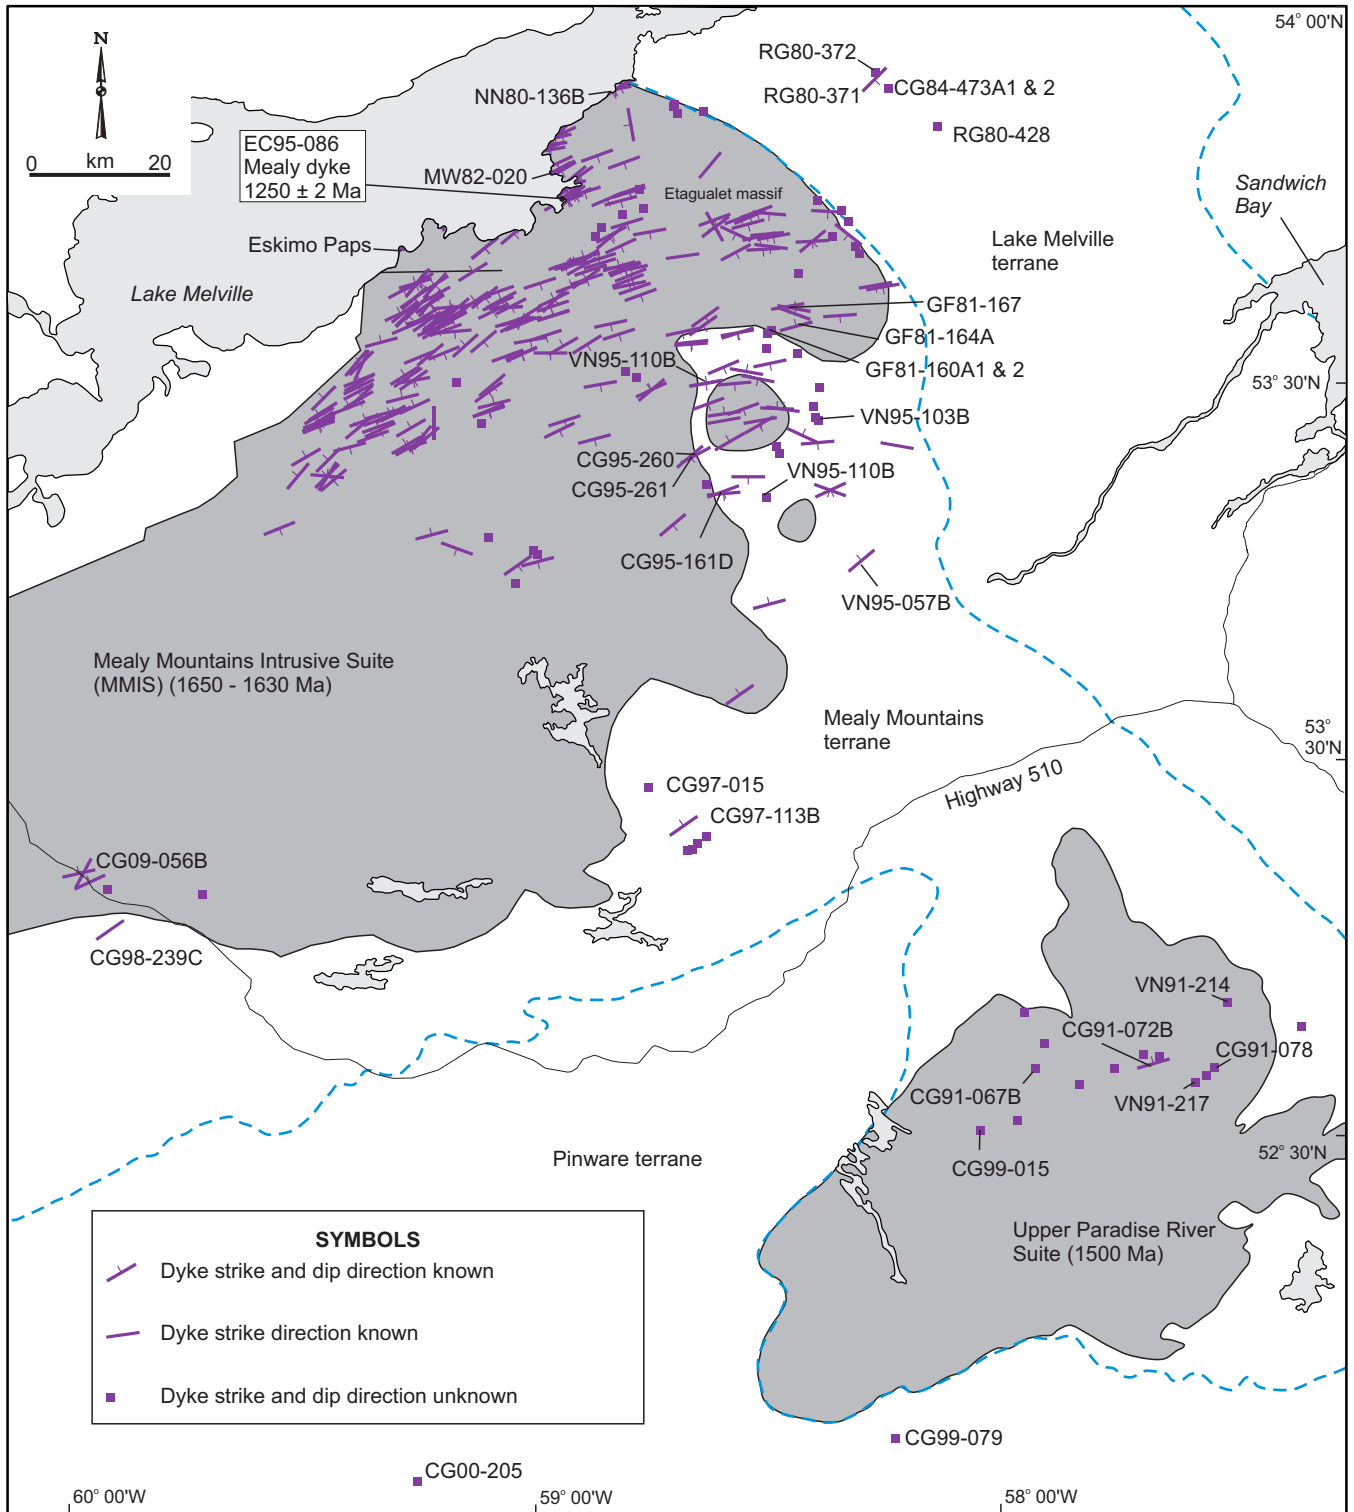 54° 00'N
N
0 km 20
RG80-372
RG80-371
CG84-473A1 & 2
NN80-136B
RG80-428
EC95-086
Mealy dyke
1250 ± 2 Ma
MW82-020
Etagualet massif
Sandwich
Bay
Eskimo Paps
Lake Melville
terrane
Lake Melville
GF81-167
GF81-164A
VN95-110B
GF81-160A1 & 2
53° 30'N
VN95-103B
CG95-260
VN95-110B
CG95-261
CG95-161D
VN95-057B
Mealy Mountains Intrusive Suite
(MMIS) (1650 - 1630 Ma)
Mealy Mountains
terrane
53°
30'N
CG97-015
Highway 510
CG97-113B
CG09-056B
CG98-239C
VN91-214
CG91-072B
CG91-078
CG91-067B
VN91-217
CG99-015
52° 30'N
Pinware terrane
Upper Paradise River
Suite (1500 Ma)
SYMBOLS
Dyke strike and dip direction known
Dyke strike direction known
Dyke strike and dip direction unknown
CG99-079
CG00-205
60° 00'W
59° 00'W
58° 00'W